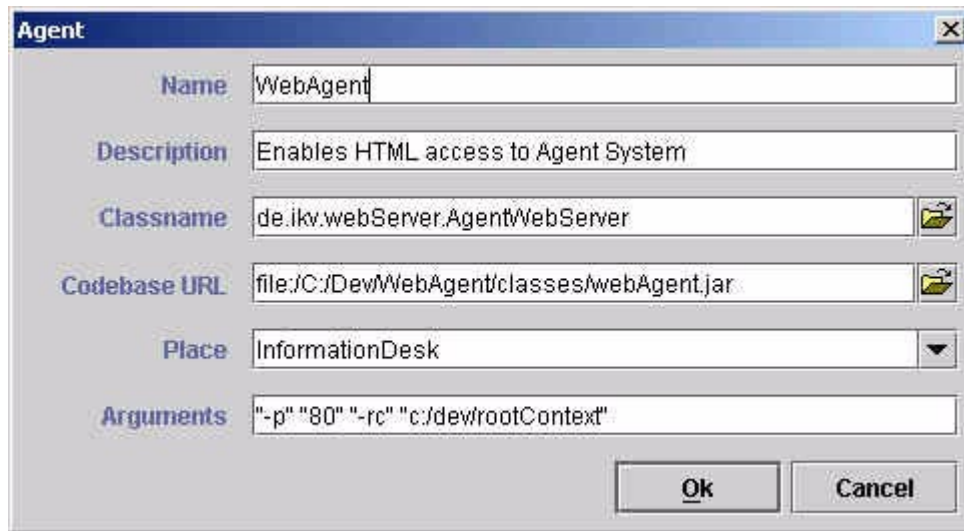 Agent
Name WebAgent
Description Enables HTML access to Agent System
Classname de.ikv.webServer.AgentWebServer
Codebase URL file:/C:/Dev/WebAgent/classes/webAgent.jar
Place InformationDesk
Arguments "-p" "80" "-rc" "c:/dev/rootContext"
Ok Cancel